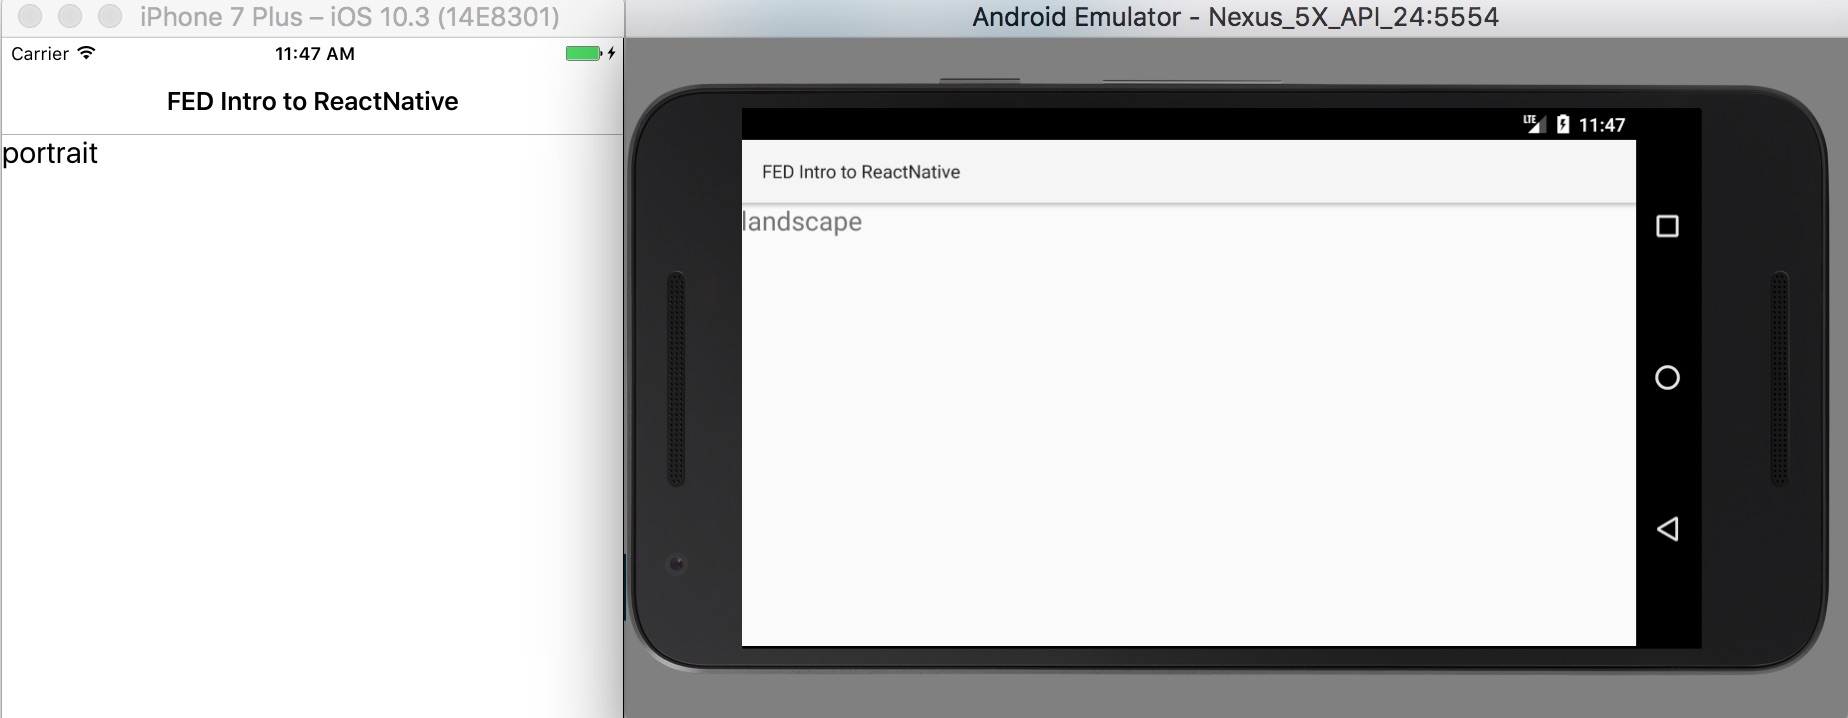 iPhone 7 Plus – iOS 10.3 (14E8301)
Carrier
11:47 AM
FED Intro to ReactNative
portrait
Android Emulator - Nexus_5X_API_24:5554
LTE
11:47
FED Intro to ReactNative
landscape